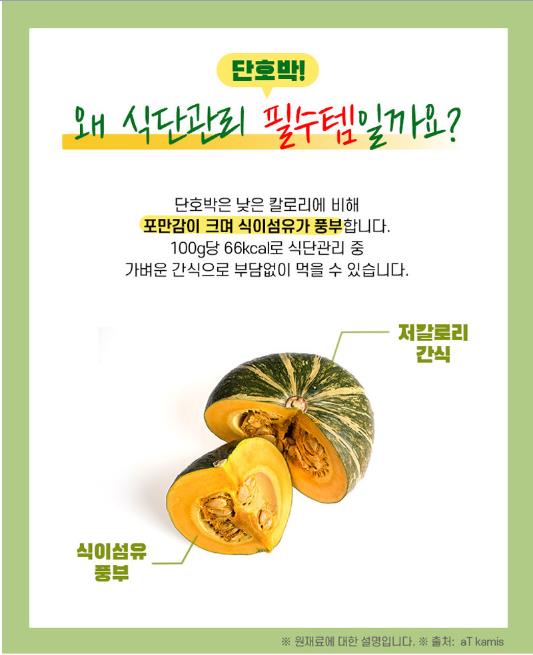 단호박!
왜 식단관리 필수템일까요?
단호박은 낮은 칼로리에 비해
포만감이 크며 식이섬유가 풍부합니다.
100g당 66kcal로 식단관리 중
가벼운 간식으로 부담없이 먹을 수 있습니다.
저칼로리
간식
식이섬유
풍부
※ 원재료에 대한 설명입니다. ※ 출처: aT kamis